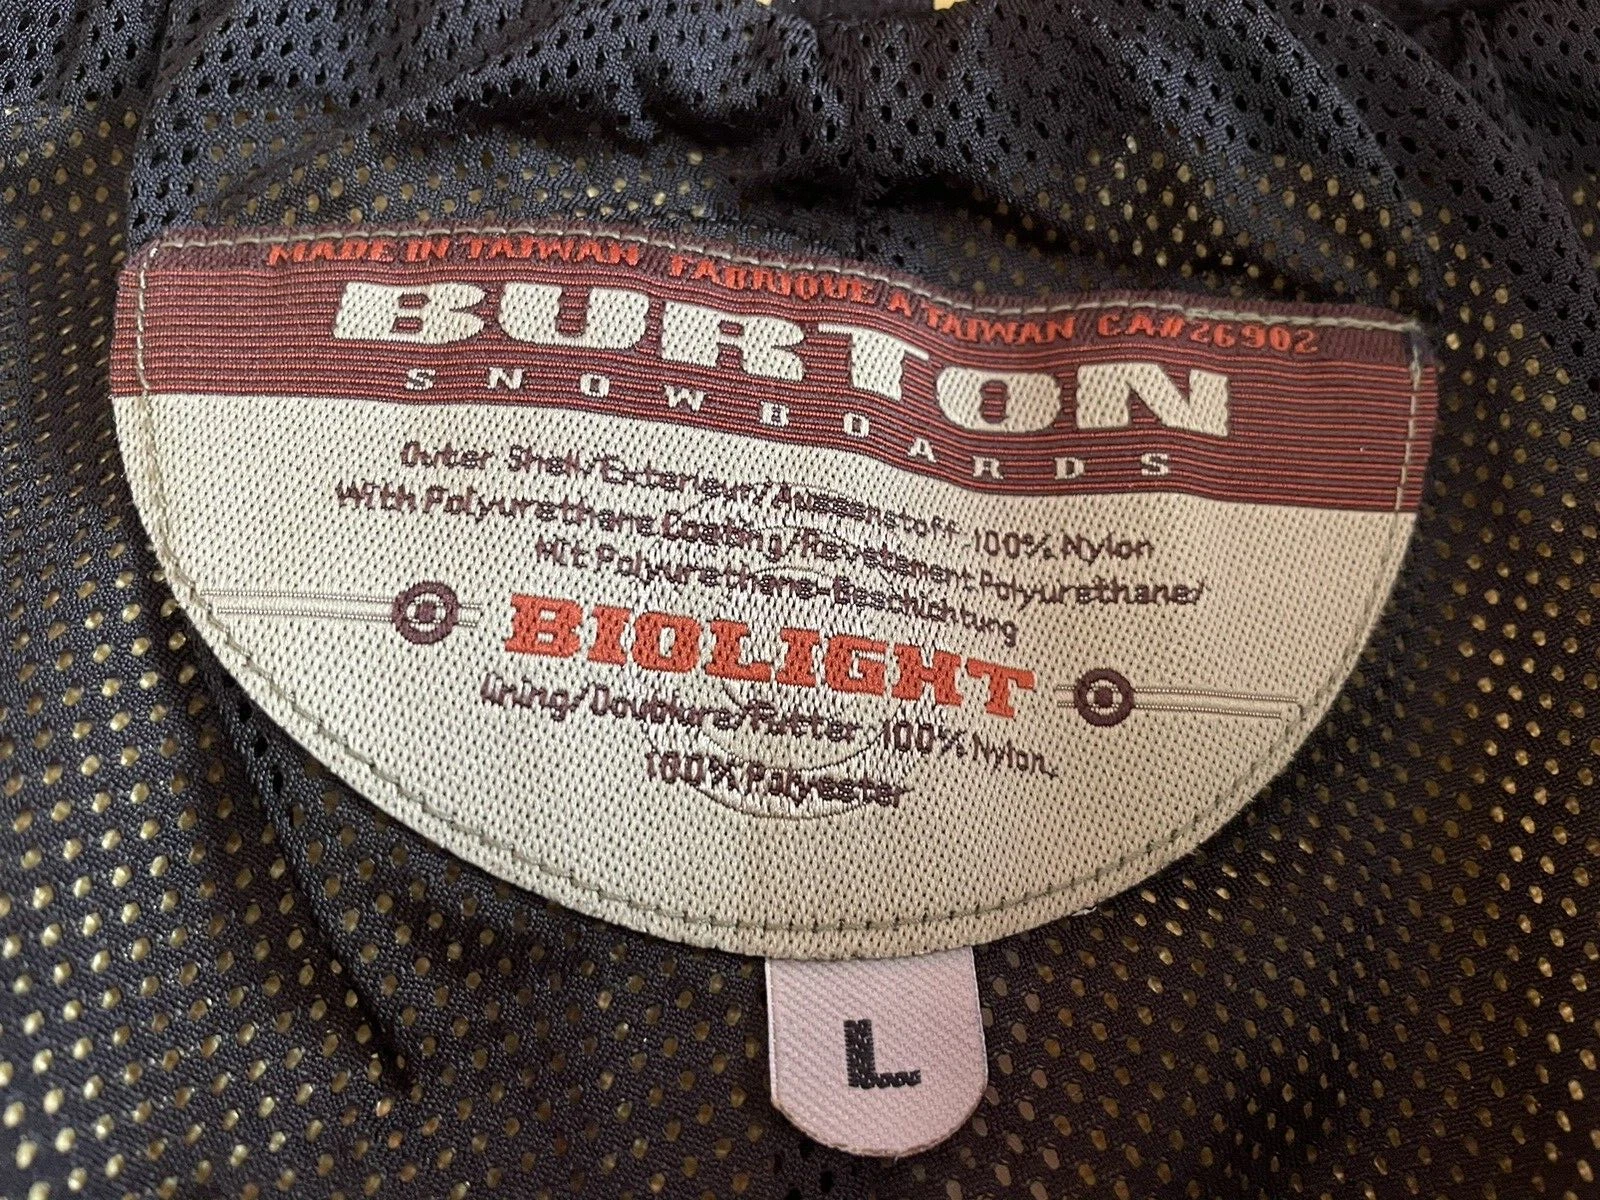 MADE IN TAIWAN FABRIQUE A TAIWAN CA# 26902
BURTON
SNOWBOARDS
Outer Shell/Exterieur/Aussenstoff-100% Nylon
With Polyurethane Coating/Revetement Polyurethane/
Mit Polyurethane-Beschichtung
BIOLIGHT
Lining/Doublure/Futter 100% Nylon.
100% Polyester
L